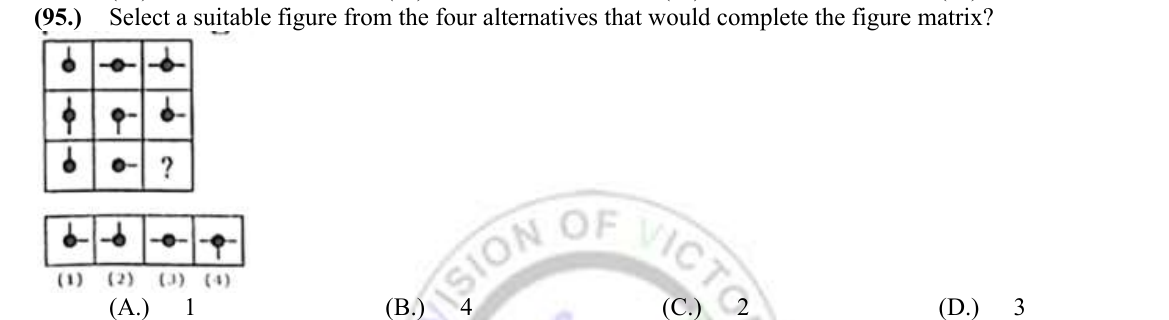 (95.) Select a suitable figure from the four alternatives that would complete the figure matrix?
?
(1) (2) (3) (4)
(A.) 1 (B.) 4 (C.) 2 (D.) 3